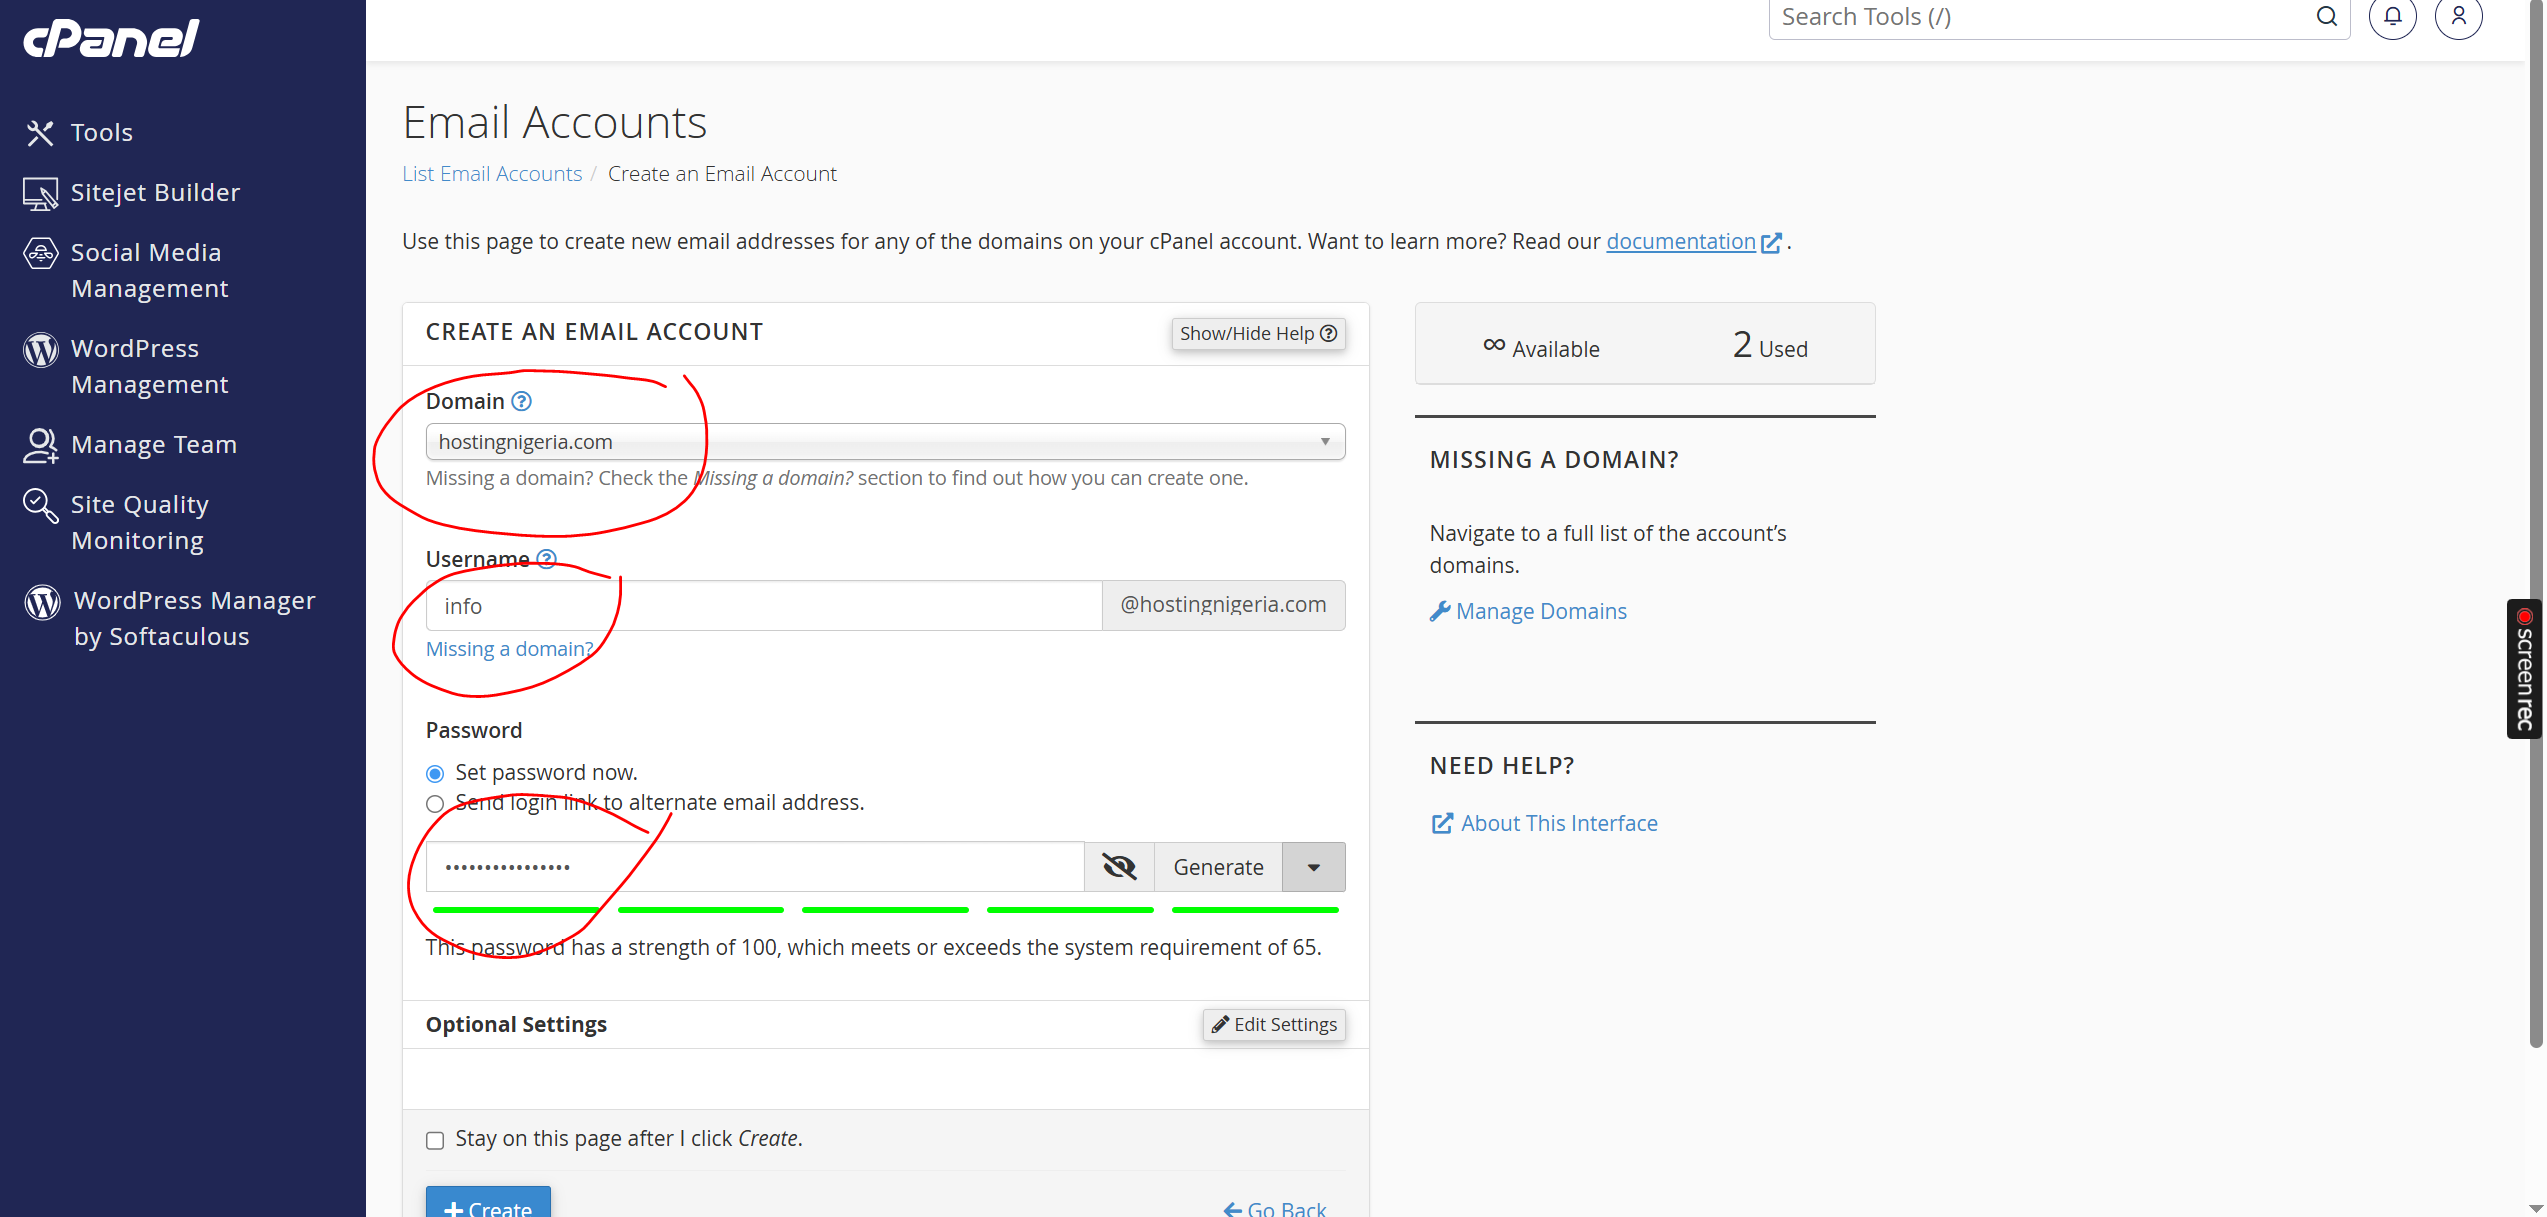 cPanel
Search Tools (/)
Tools
Sitejet Builder
Social Media
Management
WordPress
Management
Manage Team
Site Quality
Monitoring
WordPress Manager
by Softaculous
Email Accounts
List Email Accounts / Create an Email Account
Use this page to create new email addresses for any of the domains on your cPanel account. Want to learn more? Read our documentation .
CREATE AN EMAIL ACCOUNT
Show/Hide Help
Domain
hostingnigeria.com
Missing a domain? Check the Missing a domain? section to find out how you can create one.
Username
info
@hostingnigeria.com
Missing a domain?
Password
Set password now.
Send login link to alternate email address.
••••••••••••••••
Generate
This password has a strength of 100, which meets or exceeds the system requirement of 65.
Optional Settings
Edit Settings
Stay on this page after I click Create.
Create
Go Back
∞ Available
2 Used
MISSING A DOMAIN?
Navigate to a full list of the account’s
domains.
Manage Domains
NEED HELP?
About This Interface
screenrec